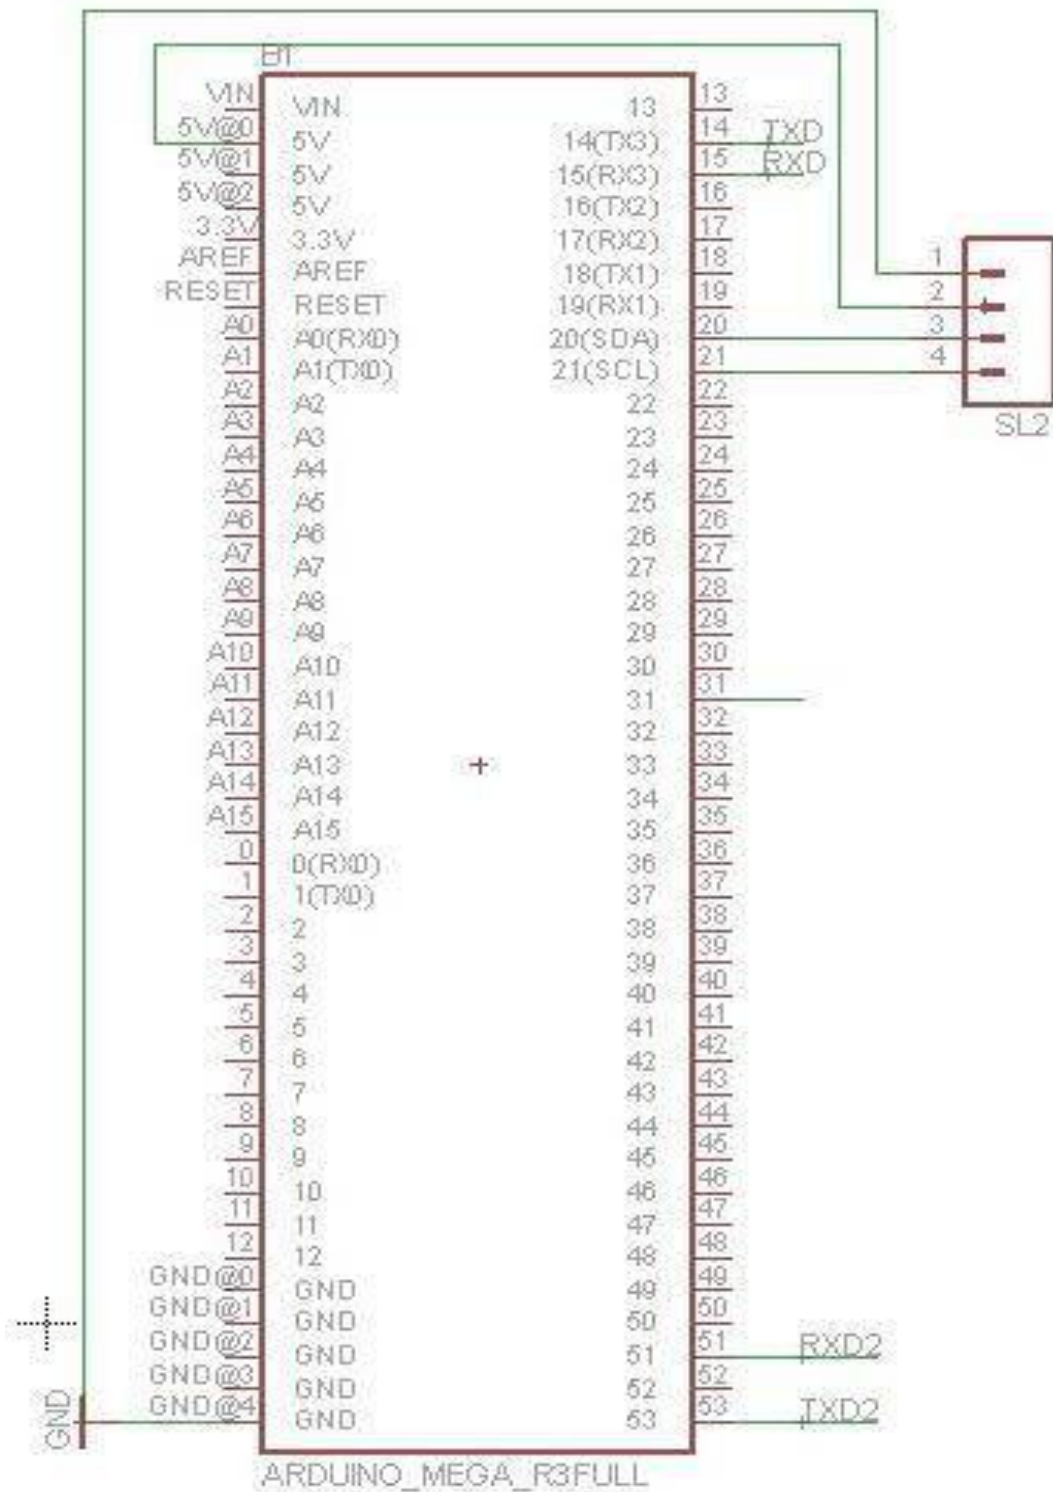 B1
VIN VIN 13 13
5V@0 5V 14(TX3) 14 TXD
5V@1 5V 15(RX3) 15 RXD
5V@2 5V 16(TX2) 16
3.3V 3.3V 17(RX2) 17
AREF AREF 18(TX1) 18 1
RESET RESET 19(RX1) 19 2
A0 A0(RX0) 20(SDA) 20 3
A1 A1(TX0) 21(SCL) 21 4
A2 A2 22 22
A3 A3 23 23 SL2
A4 A4 24 24
A5 A5 25 25
A6 A6 26 26
A7 A7 27 27
A8 A8 28 28
A9 A9 29 29
A10 A10 30 30
A11 A11 31 31
A12 A12 32 32
A13 A13 33 33
A14 A14 34 34
A15 A15 35 35
0 0(RX0) 36 36
1 1(TX0) 37 37
2 2 38 38
3 3 39 39
4 4 40 40
5 5 41 41
6 6 42 42
7 7 43 43
8 8 44 44
9 9 45 45
10 10 46 46
11 11 47 47
12 12 48 48
GND@0 GND 49 49
GND@1 GND 50 50
GND@2 GND 51 51 RXD2
GND@3 GND 52 52
GND@4 GND 53 53 TXD2
GND
ARDUINO_MEGA_R3FULL